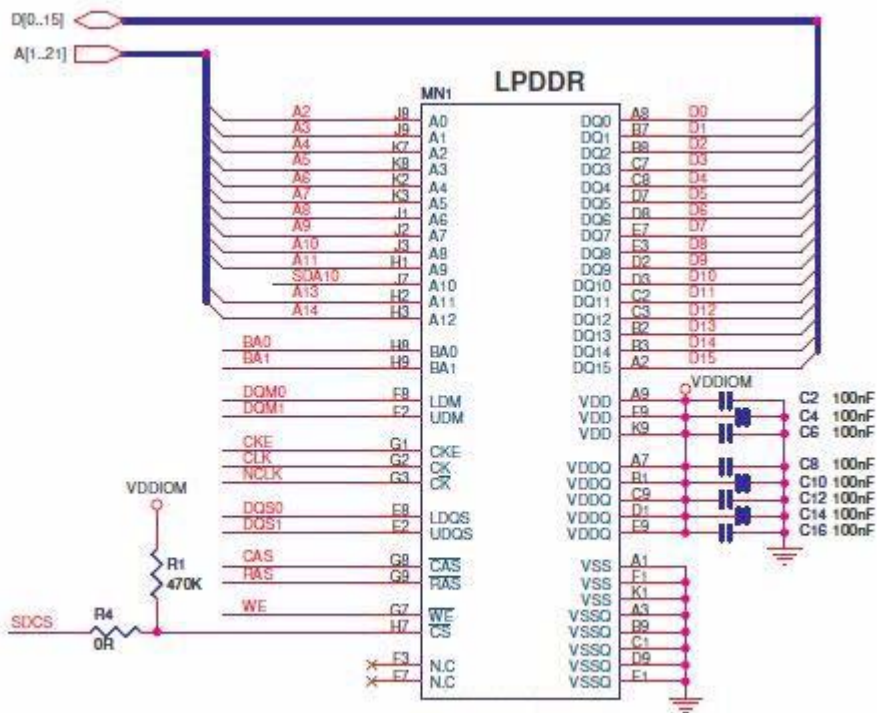 D[0..15]
A[1..21]
LPDDR
MN1
A2 J8 A0 DQ0 A8 D0
A3 J9 A1 DQ1 B7 D1
A4 K7 A2 DQ2 B8 D2
A5 K8 A3 DQ3 C7 D3
A6 K2 A4 DQ4 C8 D4
A7 K3 A5 DQ5 D7 D5
A8 J1 A6 DQ6 D8 D6
A9 J2 A7 DQ7 E7 D7
A10 J3 A8 DQ8 E3 D8
A11 H1 A9 DQ9 D2 D9
SDA10 J7 A10 DQ10 D3 D10
A13 H2 A11 DQ11 C2 D11
A14 H3 A12 DQ12 C3 D12
DQ13 B2 D13
BA0 H8 BA0 DQ14 B3 D14
BA1 H9 BA1 DQ15 A2 D15
VDDIOM
DQM0 F8 LDM VDD A9 C2 100nF
DQM1 F2 UDM VDD F9 C4 100nF
VDD K9 C6 100nF
CKE G1 CKE
CLK G2 CK VDDQ A7 C8 100nF
NCLK G3 CK VDDQ B1 C10 100nF
VDDIOM
VDDQ C9 C12 100nF
DQS0 E8 LDQS VDDQ D1 C14 100nF
DQS1 E2 UDQS VDDQ E9 C16 100nF
R1
470K
CAS G8 CAS VSS A1
RAS G9 RAS VSS F1
VSS K1
WE G7 WE VSSQ A3
SDCS R4 0R H7 CS VSSQ B9
VSSQ C1
F3 N.C VSSQ D9
F7 N.C VSSQ E1